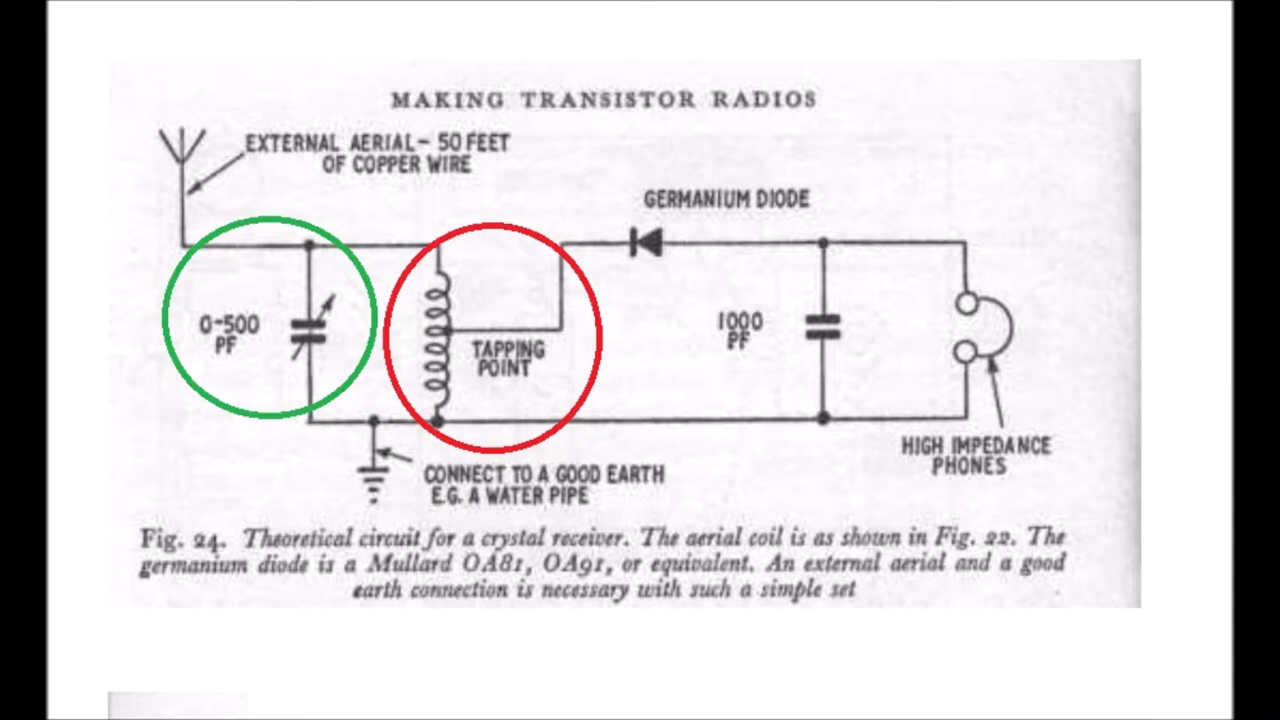 MAKING TRANSISTOR RADIOS
EXTERNAL AERIAL- 50 FEET
OF COPPER WIRE
GERMANIUM DIODE
0-500
PF
TAPPING
POINT
1000
PF
HIGH IMPEDANCE
PHONES
CONNECT TO A GOOD EARTH
E.G. A WATER PIPE
Fig. 24. Theoretical circuit for a crystal receiver. The aerial coil is as shown in Fig. 22. The
germanium diode is a Mullard OA81, OA91, or equivalent. An external aerial and a good
earth connection is necessary with such a simple set